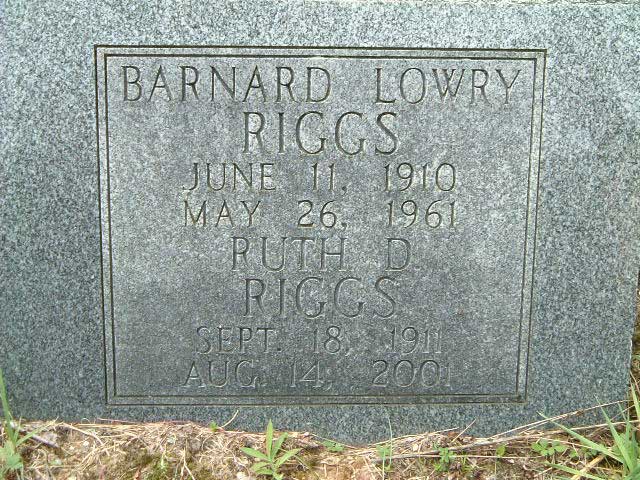 BARNARD LOWRY
RIGGS
JUNE 11, 1910
MAY 26, 1961
RUTH D
RIGGS
SEPT. 18, 1911
AUG. 14, 2001